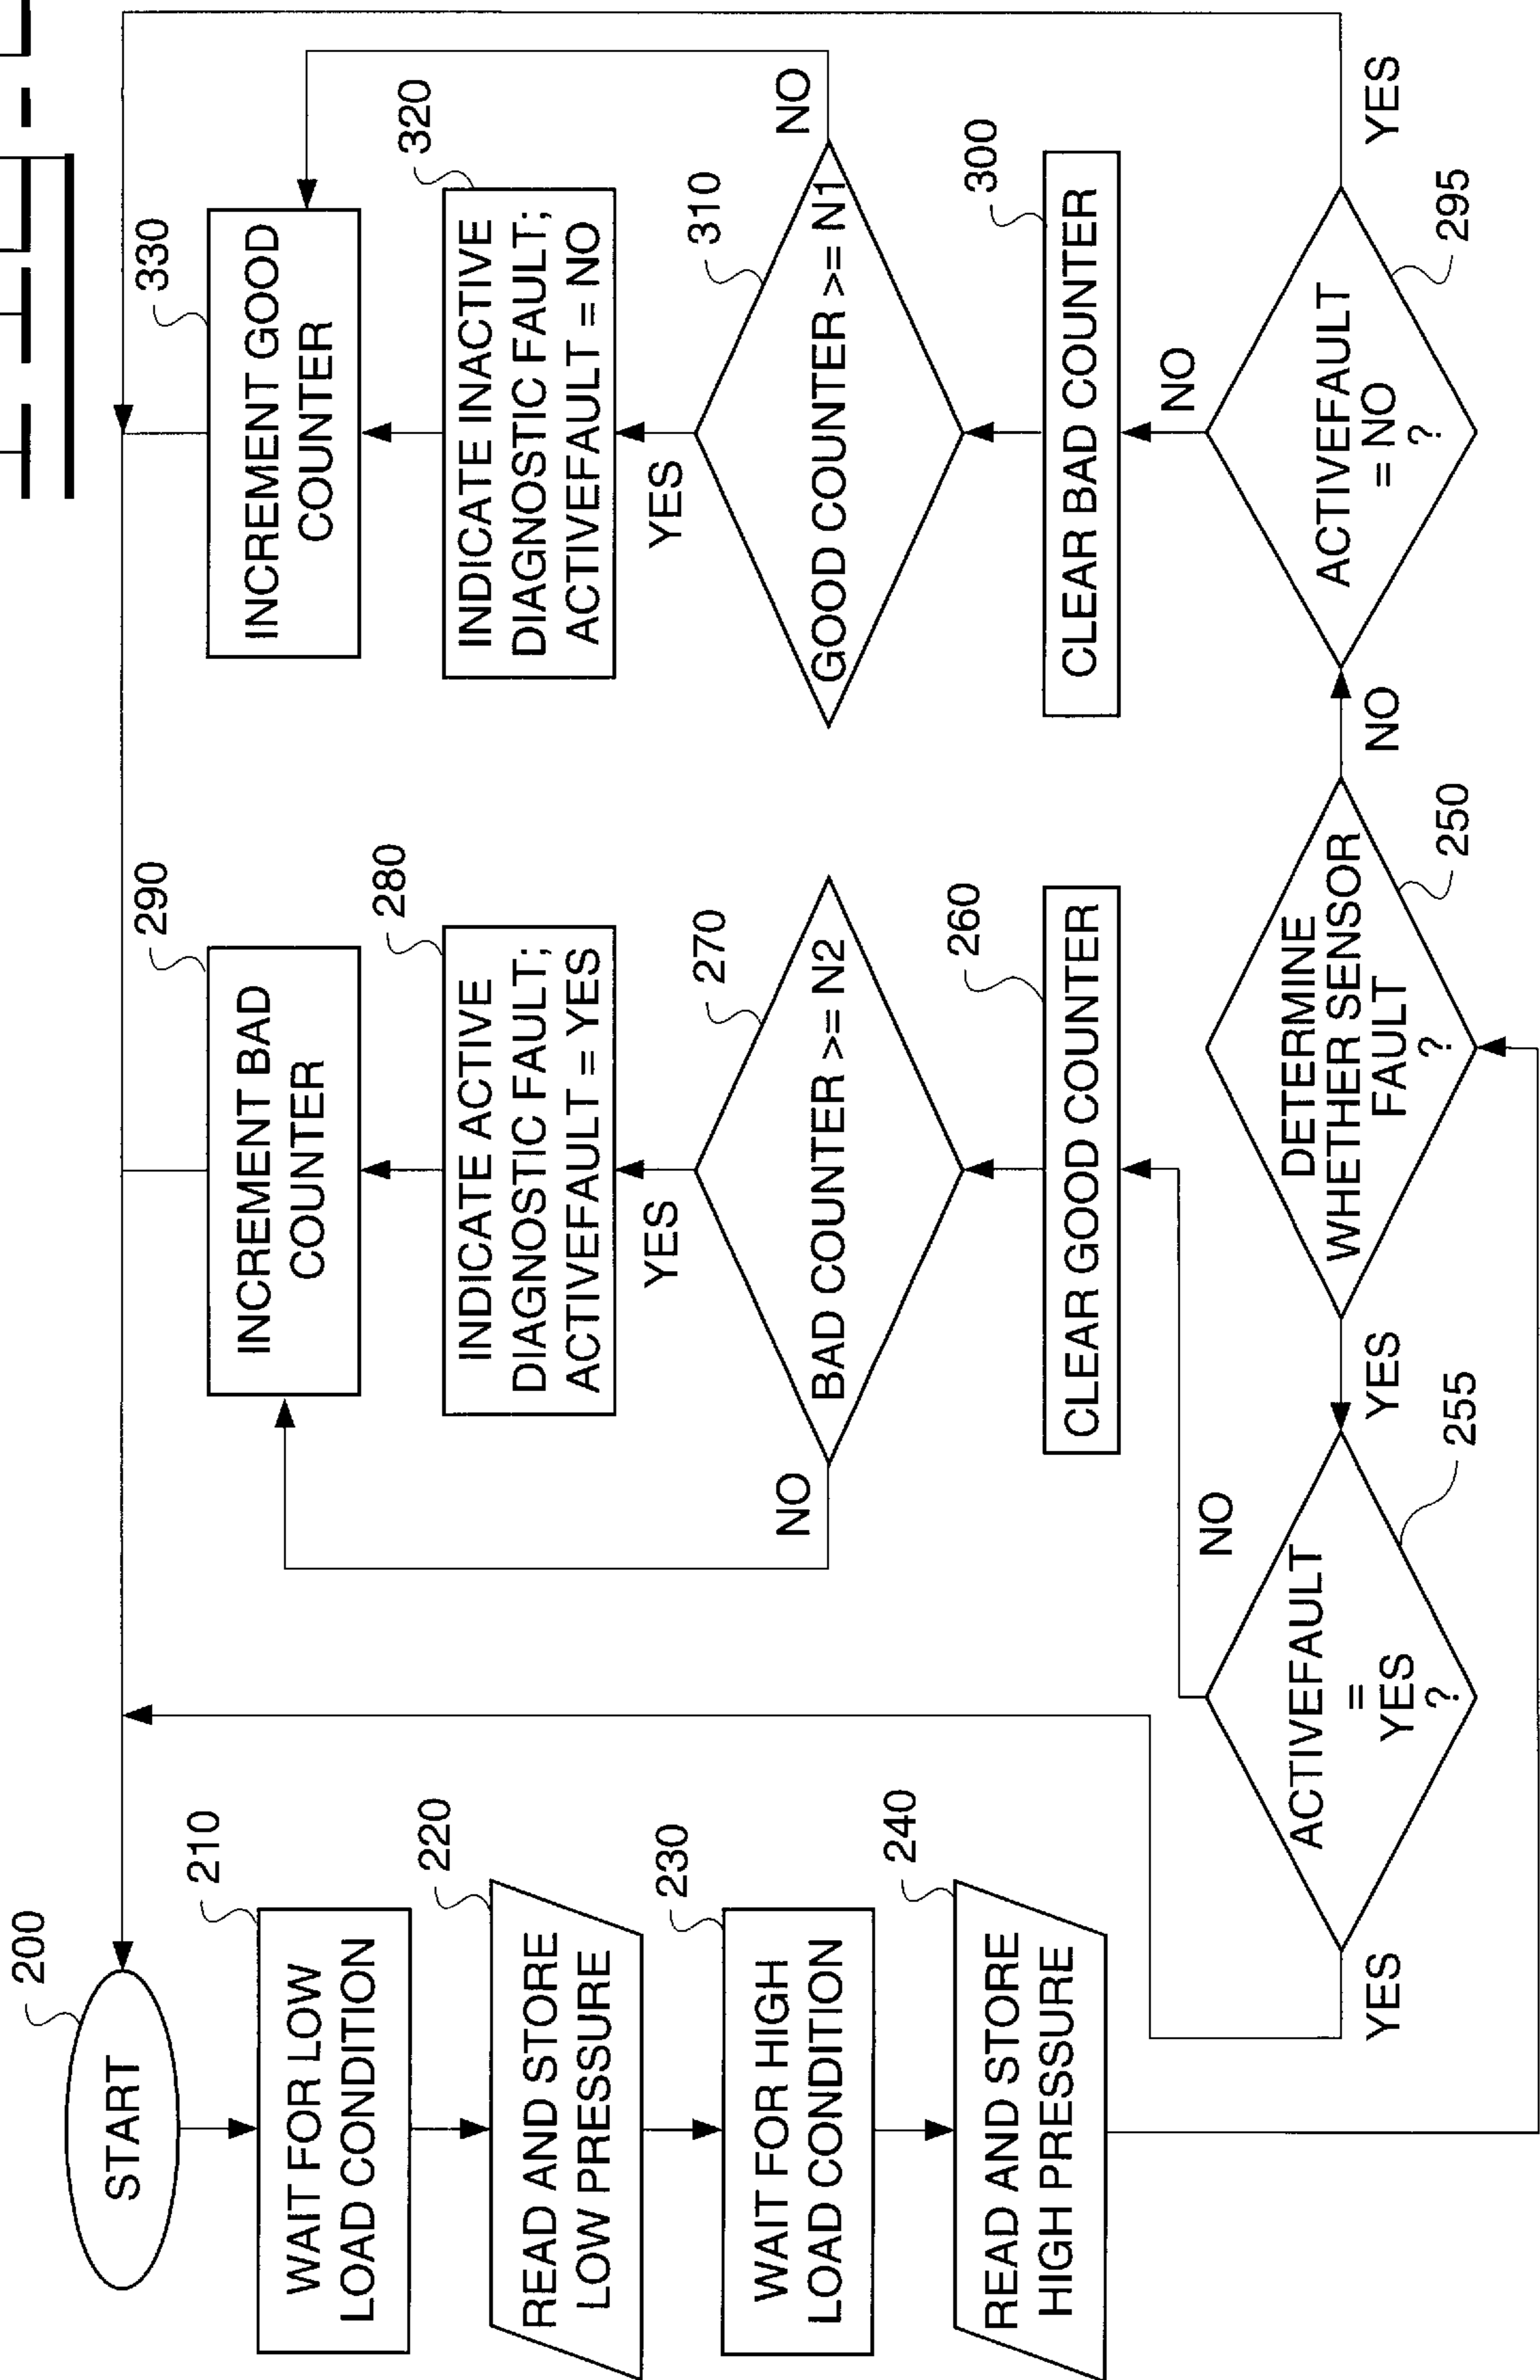 200
START
210
WAIT FOR LOW
LOAD CONDITION
220
READ AND STORE
LOW PRESSURE
230
WAIT FOR HIGH
LOAD CONDITION
240
READ AND STORE
HIGH PRESSURE
290
INCREMENT BAD
COUNTER
280
INDICATE ACTIVE
DIAGNOSTIC FAULT;
ACTIVEFAULT = YES
YES
270
BAD COUNTER >= N2
NO
260
CLEAR GOOD COUNTER
NO
ACTIVEFAULT
=
YES
?
255
YES
YES
DETERMINE
WHETHER SENSOR
FAULT
?
250
NO
330
INCREMENT GOOD
COUNTER
320
INDICATE INACTIVE
DIAGNOSTIC FAULT;
ACTIVEFAULT = NO
YES
310
GOOD COUNTER >= N1
NO
300
CLEAR BAD COUNTER
NO
ACTIVEFAULT
= NO
?
295
YES